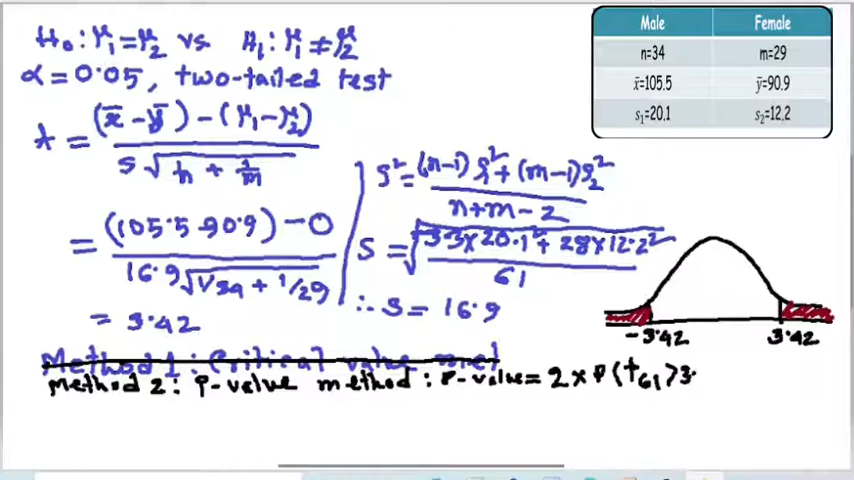 H₀: μ₁=μ₂ vs H₁: μ₁≠μ₂
α=0.05, two-tailed test
t = (x̄-ȳ)-(μ₁-μ₂) / s√(1/n + 1/m)
= (105.5-90.9)-0 / 16.9√(1/34 + 1/29)
= 3.42
s² = (n-1)s₁²+(m-1)s₂² / n+m-2
s = √(33×20.1²+28×12.2² / 61)
∴ s = 16.9
Male Female
n=34 m=29
x̄=105.5 ȳ=90.9
s₁=20.1 s₂=12.2
-3.42 3.42
Method 1: Critical value met
Method 2: P-value method: P-value= 2×P(t₆₁>3.